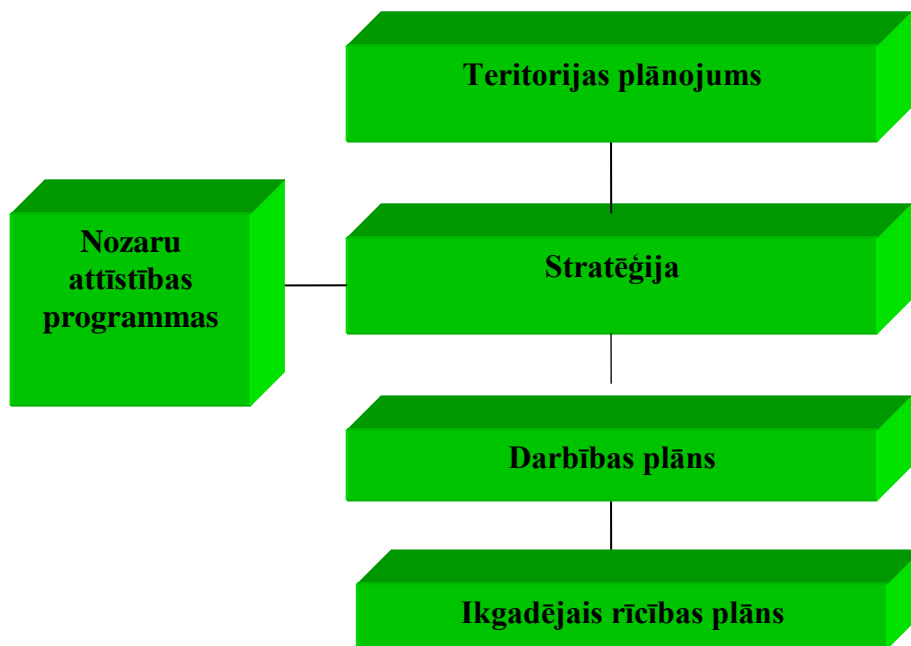 Teritorijas plānojums
Nozaru
attīstības
programmas
Stratēģija
Darbības plāns
Ikgadējais rīcības plāns